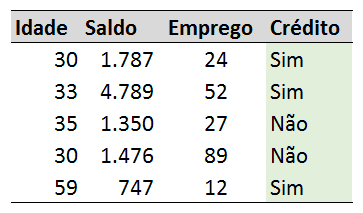 Idade Saldo Emprego Crédito
30 1.787 24 Sim
33 4.789 52 Sim
35 1.350 27 Não
30 1.476 89 Não
59 747 12 Sim